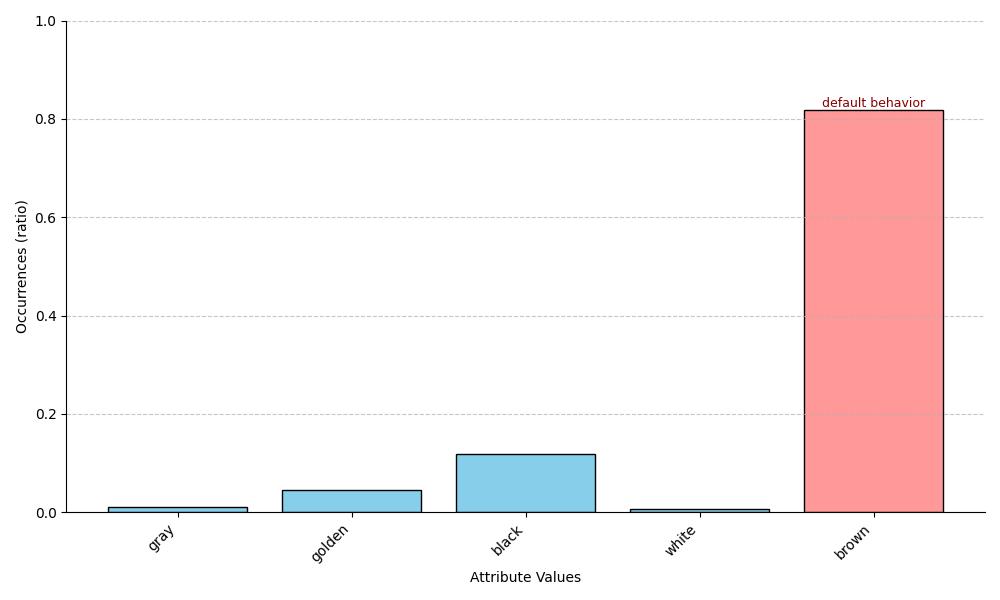 1.0
default behavior
0.8
0.6
0.4
0.2
0.0
Occurrences (ratio)
gray
golden
black
white
brown
Attribute Values